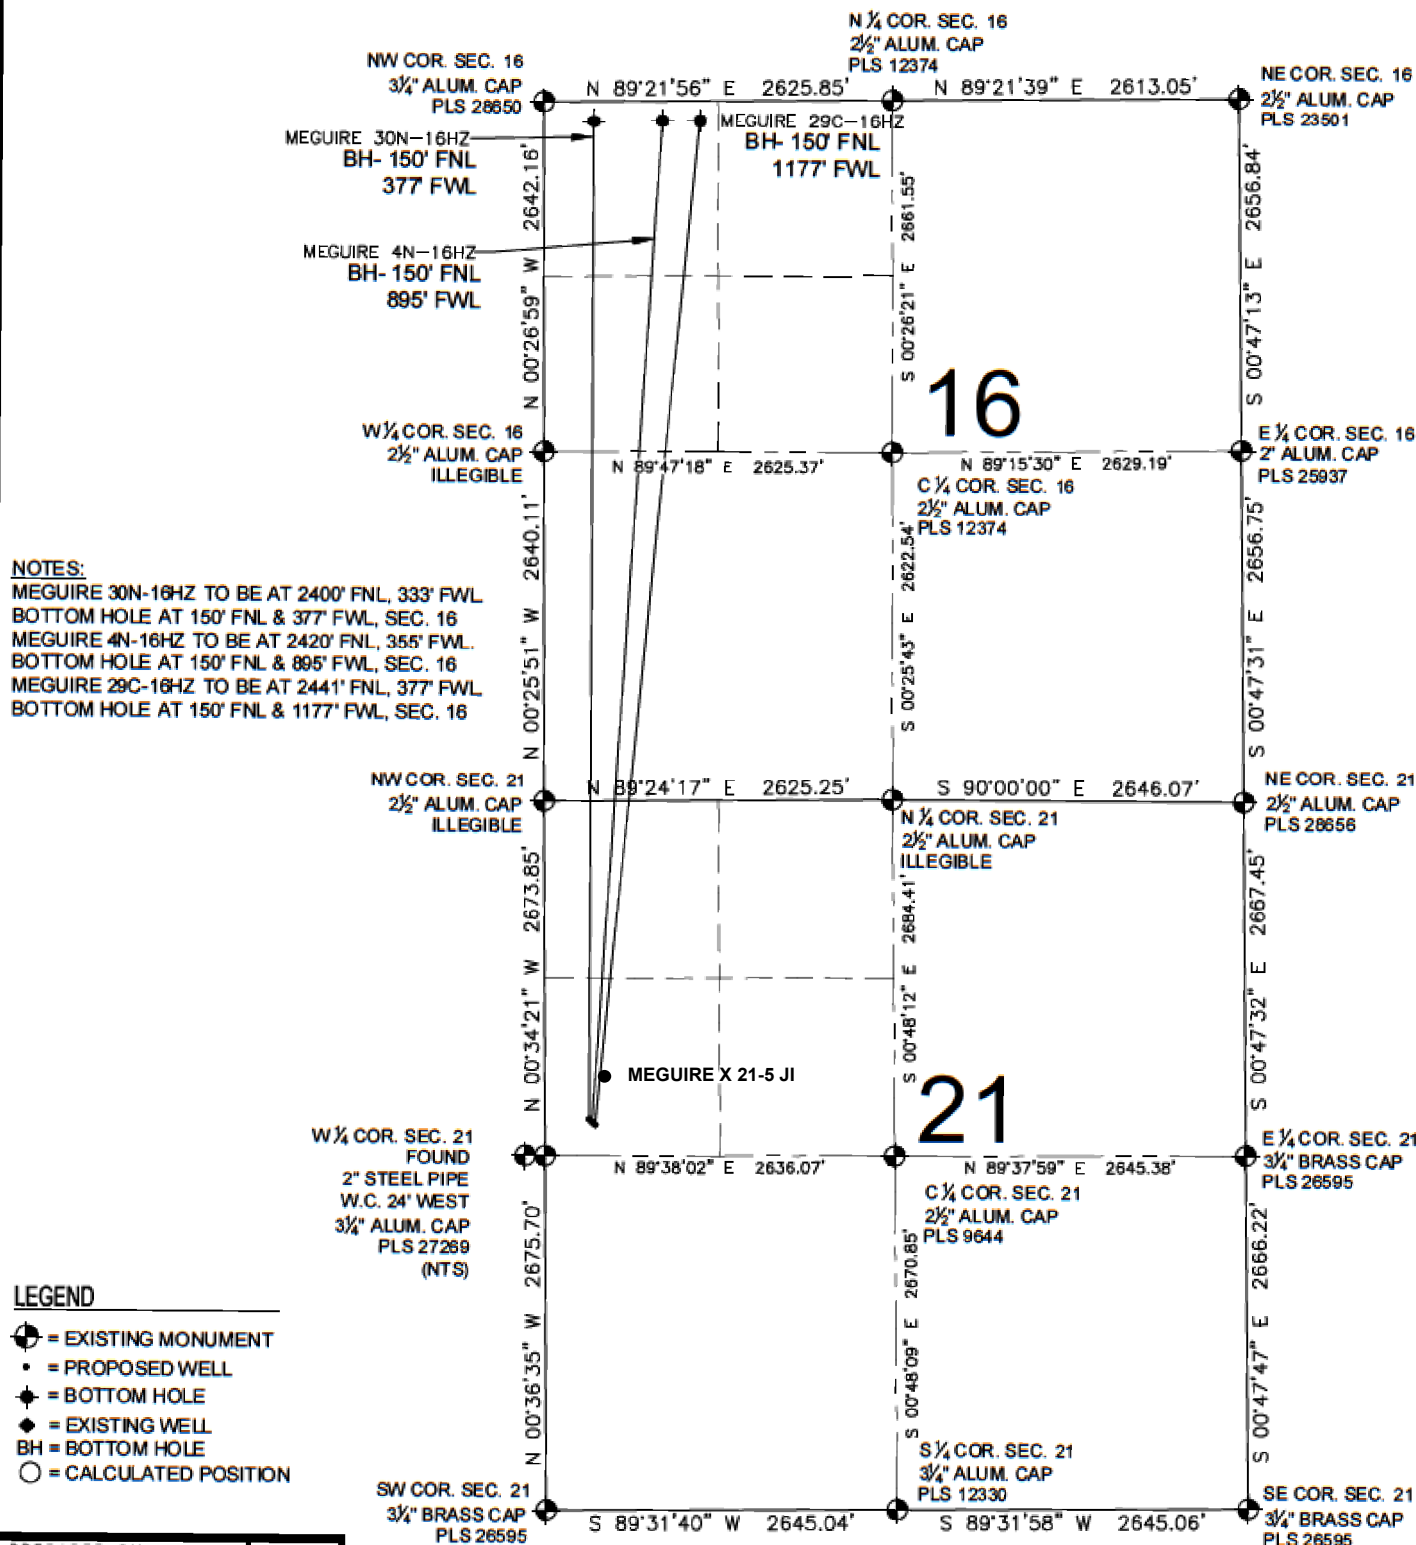 N ¼ COR. SEC. 16
2½" ALUM. CAP
PLS 12374
NW COR. SEC. 16
3¼" ALUM. CAP
PLS 28650
N 89°21'56" E 2625.85'
N 89°21'39" E 2613.05'
NE COR. SEC. 16
2½" ALUM. CAP
PLS 23501
MEGUIRE 30N-16HZ
BH- 150' FNL
377' FWL
MEGUIRE 29C-16HZ
BH- 150' FNL
1177' FWL
MEGUIRE 4N-16HZ
BH- 150' FNL
895' FWL
N 00°26'59" W 2642.16'
S 00°26'21" E 2661.55'
S 00°47'13" E 2656.84'
16
W ¼ COR. SEC. 16
2½" ALUM. CAP
ILLEGIBLE
N 89°47'18" E 2625.37'
N 89°15'30" E 2629.19'
E ¼ COR. SEC. 16
2" ALUM. CAP
PLS 25937
C ¼ COR. SEC. 16
2½" ALUM. CAP
PLS 12374
NOTES:
MEGUIRE 30N-16HZ TO BE AT 2400' FNL, 333' FWL
BOTTOM HOLE AT 150' FNL & 377' FWL, SEC. 16
MEGUIRE 4N-16HZ TO BE AT 2420' FNL, 355' FWL.
BOTTOM HOLE AT 150' FNL & 895' FWL, SEC. 16
MEGUIRE 29C-16HZ TO BE AT 2441' FNL, 377' FWL
BOTTOM HOLE AT 150' FNL & 1177' FWL, SEC. 16
N 00°25'51" W 2640.11'
S 00°25'43" E 2622.54'
S 00°47'31" E 2656.75'
NW COR. SEC. 21
2½" ALUM. CAP
ILLEGIBLE
N 89°24'17" E 2625.25'
S 90°00'00" E 2646.07'
NE COR. SEC. 21
2½" ALUM. CAP
PLS 28656
N ¼ COR. SEC. 21
2½" ALUM. CAP
ILLEGIBLE
N 00°34'21" W 2673.85'
S 00°48'12" E 2684.41'
S 00°47'32" E 2667.45'
MEGUIRE X 21-5 JI
21
W ¼ COR. SEC. 21
FOUND
2" STEEL PIPE
W.C. 24' WEST
3¼" ALUM. CAP
PLS 27269
(NTS)
N 89°38'02" E 2636.07'
N 89°37'59" E 2645.38'
E ¼ COR. SEC. 21
3¼" BRASS CAP
PLS 26595
C ¼ COR. SEC. 21
2½" ALUM. CAP
PLS 9644
N 00°36'35" W 2675.70'
S 00°48'09" E 2670.85'
S 00°47'47" E 2666.22'
LEGEND
= EXISTING MONUMENT
= PROPOSED WELL
= BOTTOM HOLE
= EXISTING WELL
BH = BOTTOM HOLE
= CALCULATED POSITION
S ¼ COR. SEC. 21
3¼" ALUM. CAP
PLS 12330
SW COR. SEC. 21
3¼" BRASS CAP
PLS 26595
S 89°31'40" W 2645.04'
S 89°31'58" W 2645.06'
SE COR. SEC. 21
3¼" BRASS CAP
PLS 26595